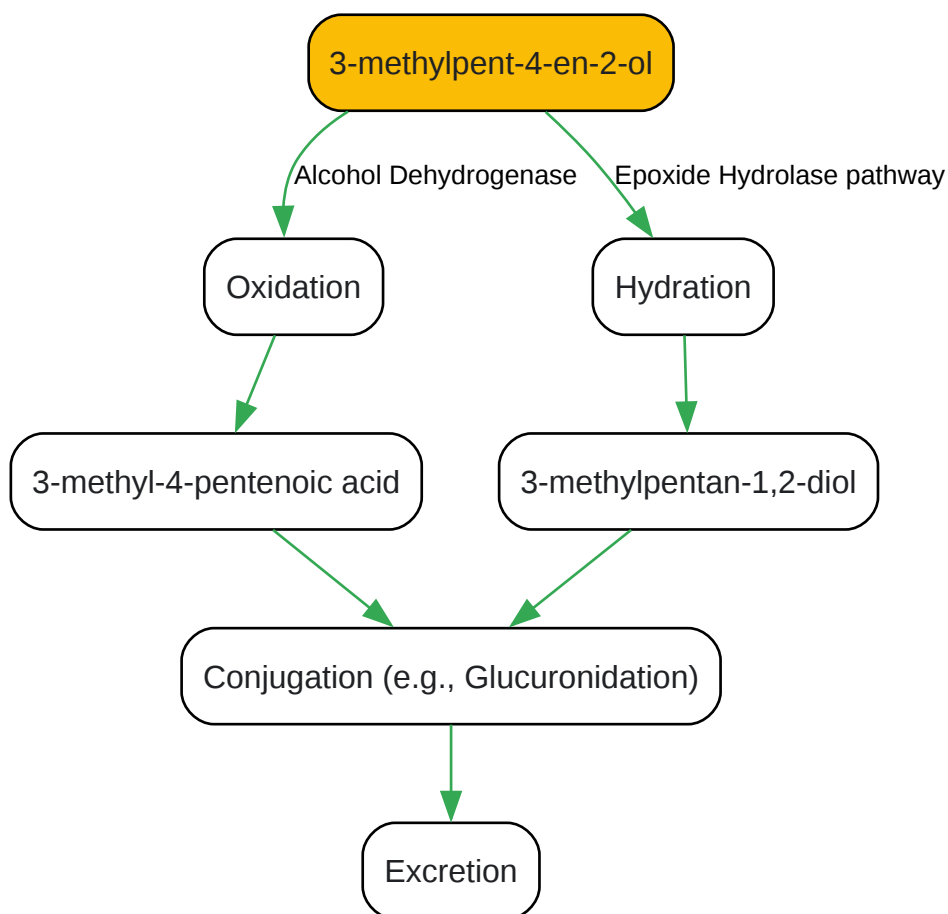 3-methylpent-4-en-2-ol
Alcohol Dehydrogenase
Epoxide Hydrolase pathway
Oxidation
Hydration
3-methyl-4-pentenoic acid
3-methylpentan-1,2-diol
Conjugation (e.g., Glucuronidation)
Excretion